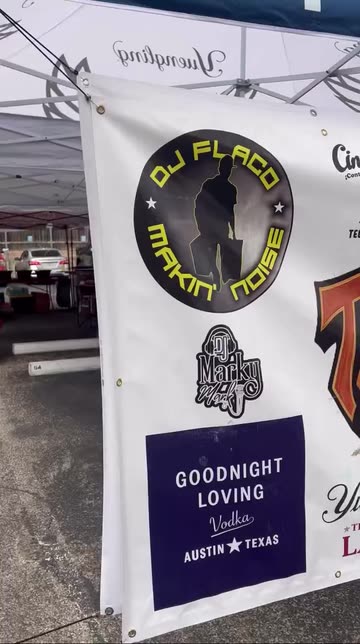 Yuengling
DJ FLACO
MAKIN' NOISE
DJ
Marky
Mark
GOODNIGHT
LOVING
Vodka
AUSTIN ★ TEXAS